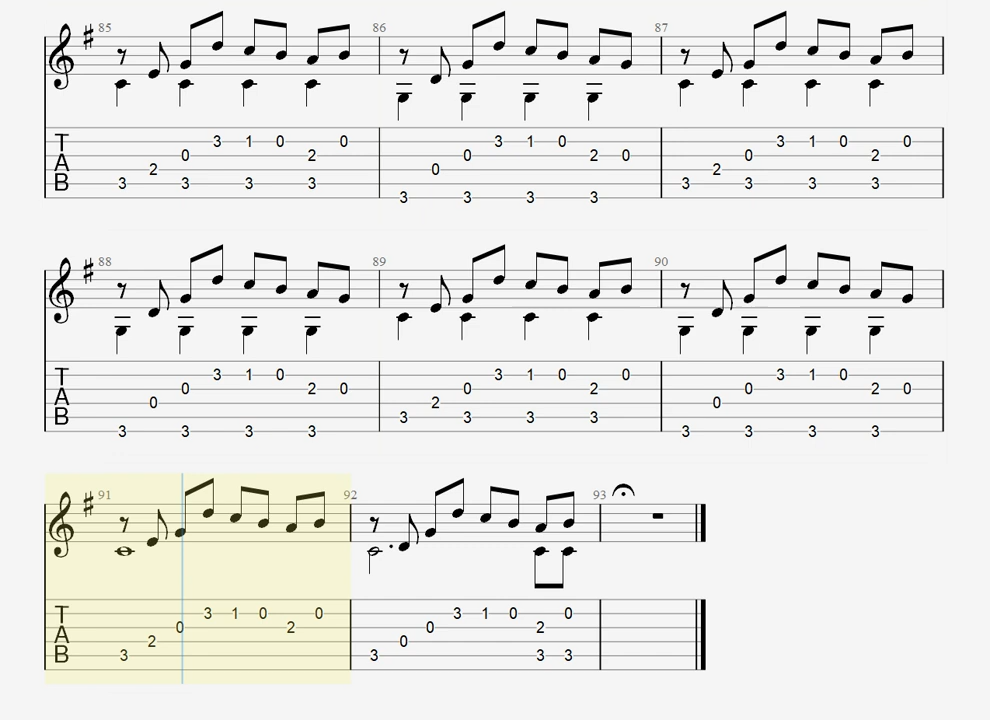 85 86 87
T 3 1 0 0 3 1 0 3 1 0 0
A 0 2 0 2 0 0 2
2 0 2
B 3 3 3 3 3 3 3 3
3 3 3 3
88 89 90
T 3 1 0 3 1 0 0 3 1 0
A 0 2 0 0 2 0 2 0
0 2 0
B 3 3 3 3
3 3 3 3 3 3 3 3
91 92 93
T 3 1 0 0 3 1 0 0
A 0 2 0 2
2 0
B 3 3 3 3